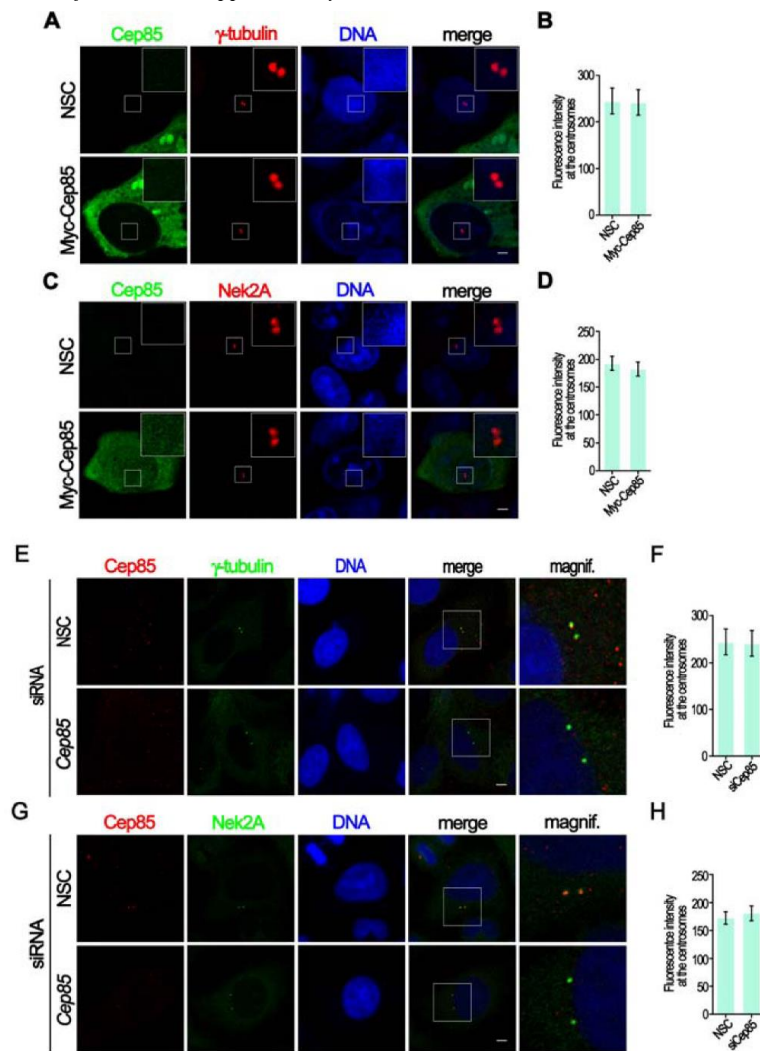 A
Cep85 γ-tubulin DNA merge
NSC
Myc-Cep85
B
Fluorescence intensity
at the centrosomes
300
200
100
0
NSC
Myc-Cep85
C
Cep85 Nek2A DNA merge
NSC
Myc-Cep85
D
Fluorescence intensity
at the centrosomes
250
200
150
100
50
0
NSC
Myc-Cep85
E
Cep85 γ-tubulin DNA merge magnif.
siRNA
NSC
Cep85
F
Fluorescence intensity
at the centrosomes
300
200
100
0
NSC
siCep85
G
Cep85 Nek2A DNA merge magnif.
siRNA
NSC
Cep85
H
Fluorescentce intensity
at the centrosomes
250
200
150
100
50
0
NSC
siCep85